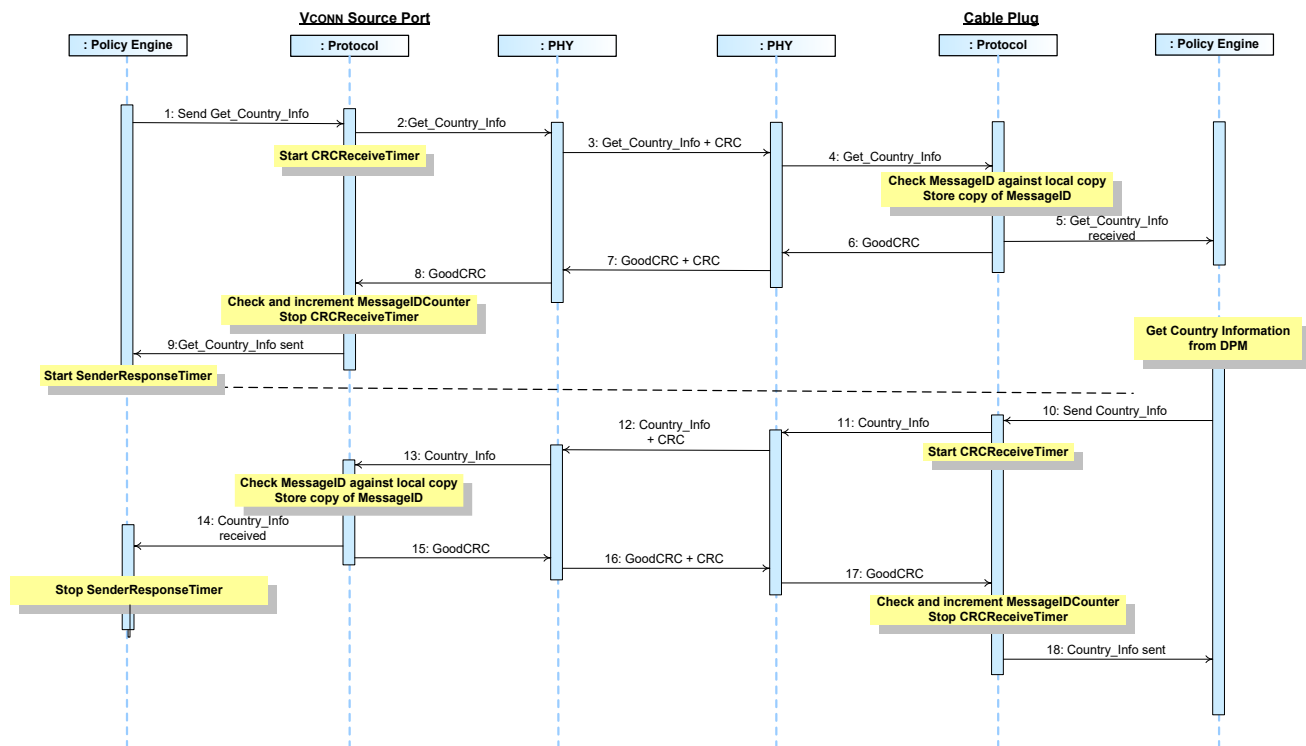 VCONN Source Port
Cable Plug
: Policy Engine
: Protocol
: PHY
: PHY
: Protocol
: Policy Engine
1: Send Get_Country_Info
2:Get_Country_Info
Start CRCReceiveTimer
3: Get_Country_Info + CRC
4: Get_Country_Info
Check MessageID against local copy
Store copy of MessageID
5: Get_Country_Info
received
6: GoodCRC
7: GoodCRC + CRC
8: GoodCRC
Check and increment MessageIDCounter
Stop CRCReceiveTimer
9:Get_Country_Info sent
Start SenderResponseTimer
Get Country Information
from DPM
10: Send Country_Info
11: Country_Info
Start CRCReceiveTimer
12: Country_Info
+ CRC
13: Country_Info
Check MessageID against local copy
Store copy of MessageID
14: Country_Info
received
15: GoodCRC
16: GoodCRC + CRC
17: GoodCRC
Stop SenderResponseTimer
Check and increment MessageIDCounter
Stop CRCReceiveTimer
18: Country_Info sent